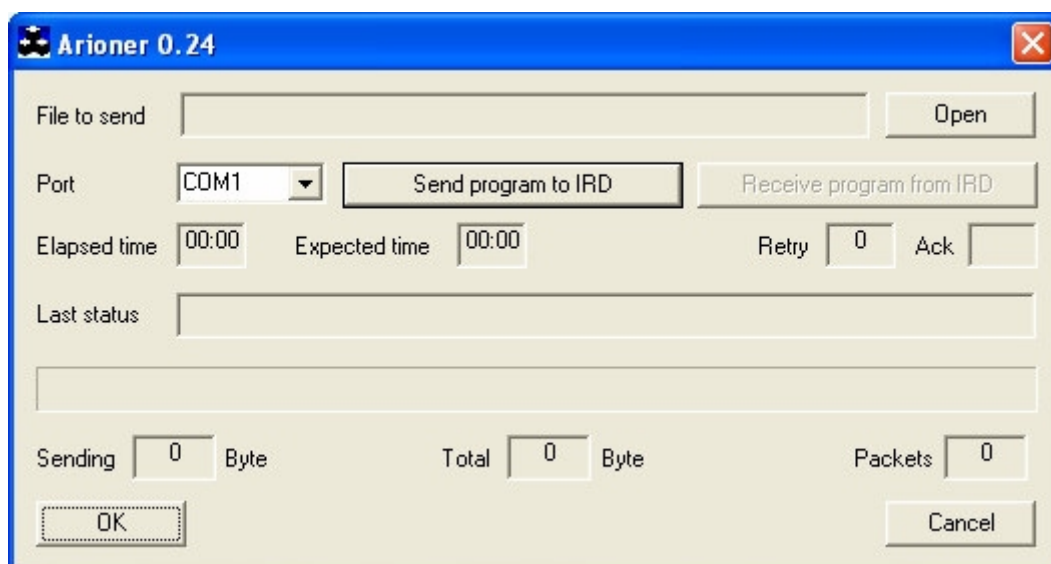 Arioner 0.24
File to send Open
Port COM1 Send program to IRD Receive program from IRD
Elapsed time 00:00 Expected time 00:00 Retry 0 Ack
Last status
Sending 0 Byte Total 0 Byte Packets 0
OK Cancel